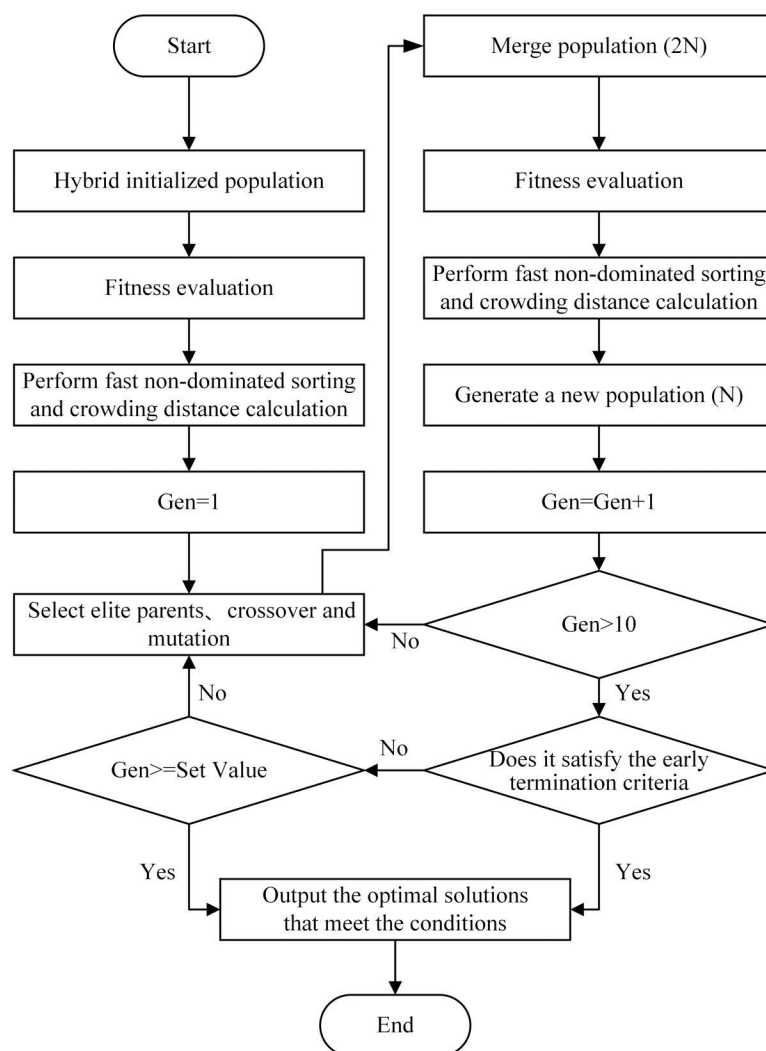 Start
Hybrid initialized population
Fitness evaluation
Perform fast non-dominated sorting
and crowding distance calculation
Gen=1
Select elite parents、crossover and
mutation
No
Gen>=Set Value
Yes
Merge population (2N)
Fitness evaluation
Perform fast non-dominated sorting
and crowding distance calculation
Generate a new population (N)
Gen=Gen+1
Gen>10
No
Yes
Does it satisfy the early
termination criteria
No
Yes
Output the optimal solutions
that meet the conditions
End